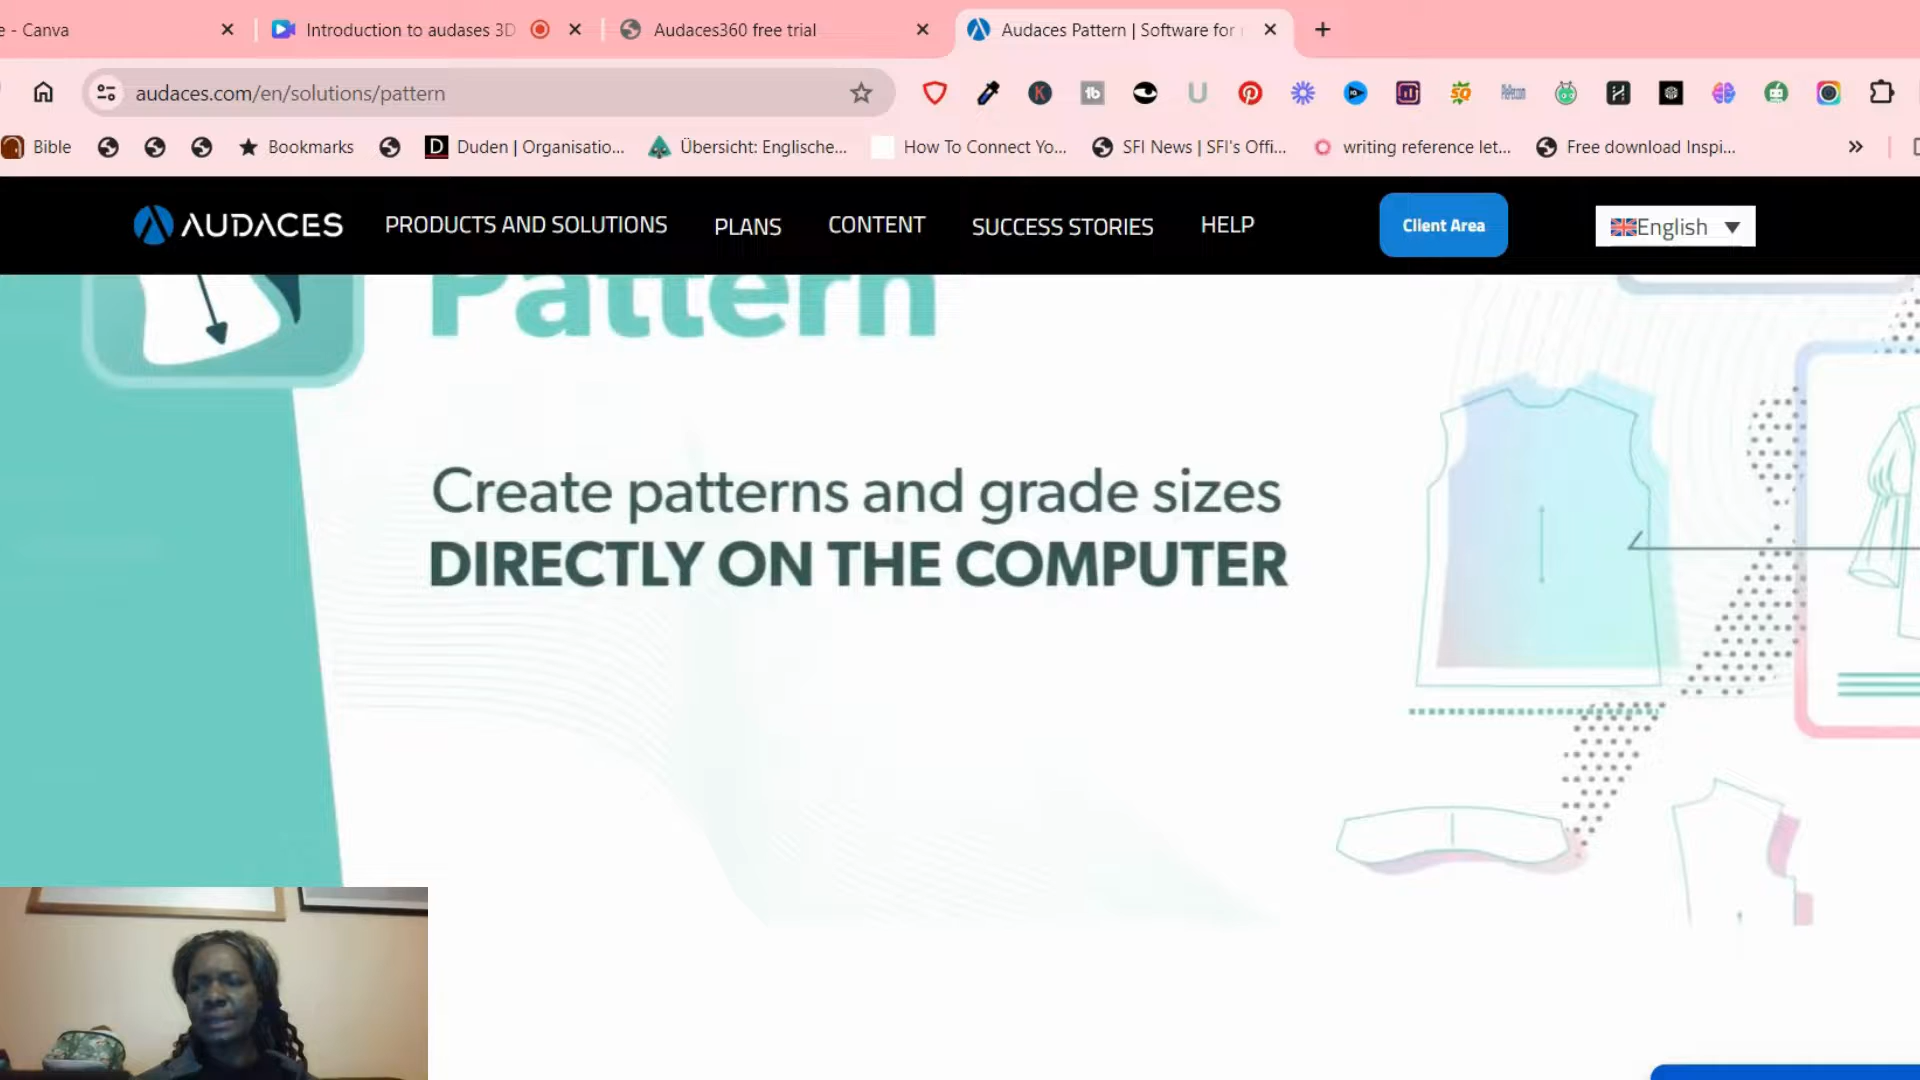 e - Canva
Introduction to audases 3D
Audaces360 free trial
Audaces Pattern | Software for
audaces.com/en/solutions/pattern
Bible
Bookmarks
Duden | Organisatio...
Übersicht: Englische...
How To Connect Yo...
SFI News | SFI's Offi...
writing reference let...
Free download Inspi...
AUDACES
PRODUCTS AND SOLUTIONS
PLANS
CONTENT
SUCCESS STORIES
HELP
Client Area
English
Pattern
Create patterns and grade sizes
DIRECTLY ON THE COMPUTER